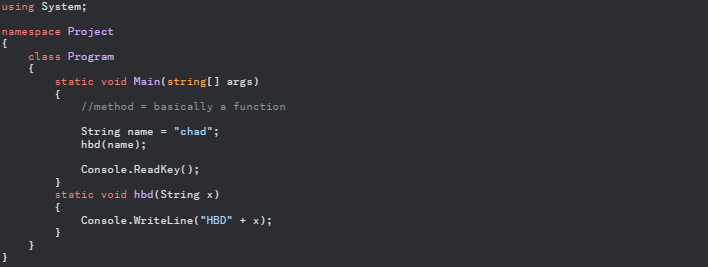 using System;
namespace Project
{
    class Program
    {
        static void Main(string[] args)
        {
            //method = basically a function
            String name = "chad";
            hbd(name);
            Console.ReadKey();
        }
        static void hbd(String x)
        {
            Console.WriteLine("HBD" + x);
        }
    }
}